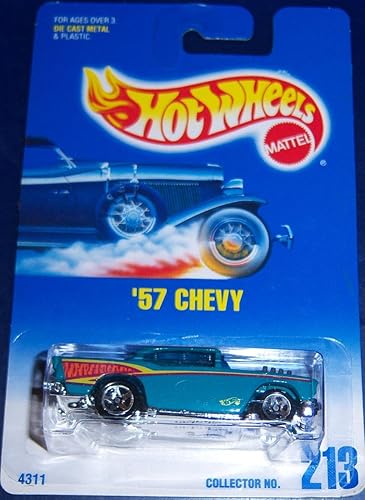 FOR AGES OVER 3
DIE CAST METAL
& PLASTIC.
HOT WHEELS
MATTEL
®
'57 CHEVY
4311
COLLECTOR NO.
213